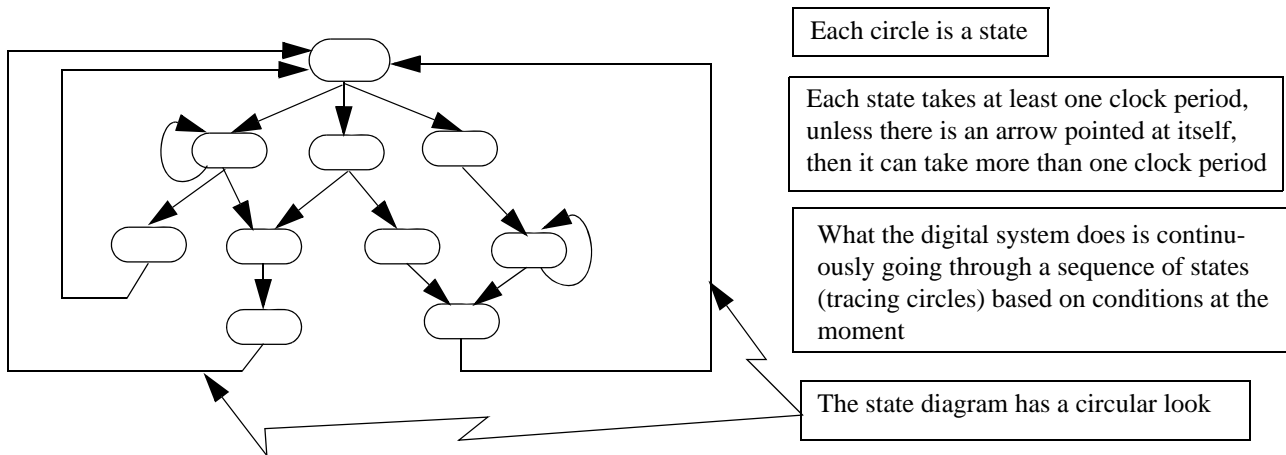 Each circle is a state
Each state takes at least one clock period,
unless there is an arrow pointed at itself,
then it can take more than one clock period
What the digital system does is continu-
ously going through a sequence of states
(tracing circles) based on conditions at the
moment
The state diagram has a circular look